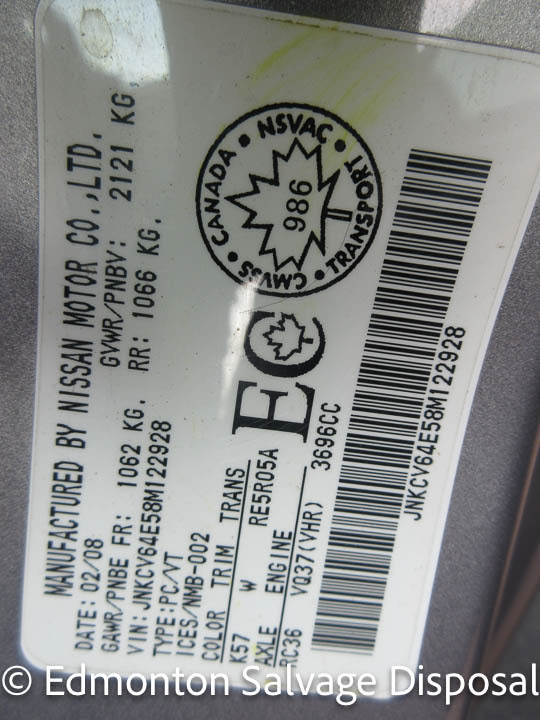 MANUFACTURED BY NISSAN MOTOR CO.,LTD.
DATE: 02/08 GVWR/PNBV: 2121 KG.
GAWR/PNBE FR: 1062 KG. RR: 1066 KG.
VIN: JNKCV64E58M122928
TYPE:PC/VT
ICES/NMB-002
COLOR TRIM TRANS
K57 W RE5R05A
AXLE ENGINE
RC36 VQ37(VHR) 3696CC
CANADA • NSVAC • TRANSPORT • CMVSS •
986
EC
JNKCV64E58M122928
© Edmonton Salvage Disposal